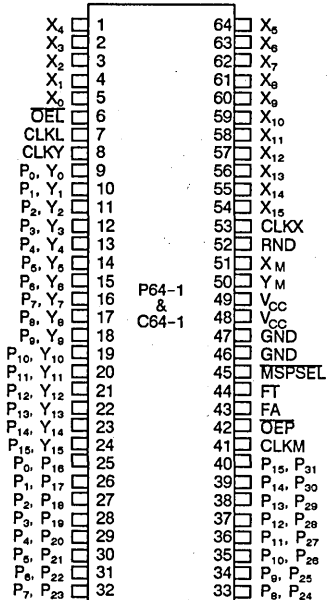 X₄ 1 64 X₅
X₃ 2 63 X₆
X₂ 3 62 X₇
X₁ 4 61 X₈
X₀ 5 60 X₉
O̅E̅L̅ 6 59 X₁₀
CLKL 7 58 X₁₁
CLKY 8 57 X₁₂
P₀, Y₀ 9 56 X₁₃
P₁, Y₁ 10 55 X₁₄
P₂, Y₂ 11 54 X₁₅
P₃, Y₃ 12 53 CLKX
P₄, Y₄ 13 52 RND
P₅, Y₅ 14 51 X_M
P₆, Y₆ 15 50 Y_M
P₇, Y₇ 16 49 V_CC
P₈, Y₈ 17 48 V_CC
P₉, Y₉ 18 47 GND
P₁₀, Y₁₀ 19 46 GND
P₁₁, Y₁₁ 20 45 M̅S̅P̅S̅E̅L̅
P₁₂, Y₁₂ 21 44 FT
P₁₃, Y₁₃ 22 43 FA
P₁₄, Y₁₄ 23 42 O̅E̅P̅
P₁₅, Y₁₅ 24 41 CLKM
P₀, P₁₆ 25 40 P₁₅, P₃₁
P₁, P₁₇ 26 39 P₁₄, P₃₀
P₂, P₁₈ 27 38 P₁₃, P₂₉
P₃, P₁₉ 28 37 P₁₂, P₂₈
P₄, P₂₀ 29 36 P₁₁, P₂₇
P₅, P₂₁ 30 35 P₁₀, P₂₆
P₆, P₂₂ 31 34 P₉, P₂₅
P₇, P₂₃ 32 33 P₈, P₂₄
P64-1
&
C64-1